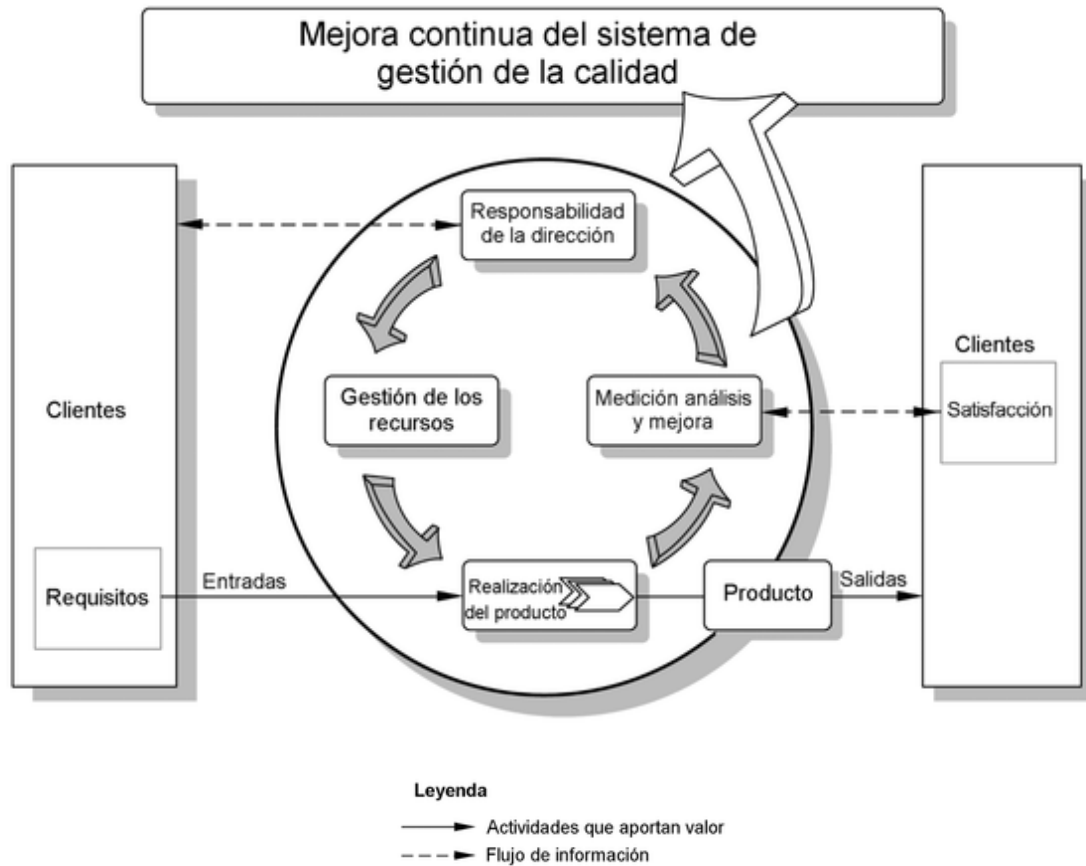 Mejora continua del sistema de
gestión de la calidad
Responsabilidad
de la dirección
Clientes
Gestión de los
recursos
Medición análisis
y mejora
Clientes
Satisfacción
Requisitos
Entradas
Realización
del producto
Producto
Salidas
Leyenda
Actividades que aportan valor
Flujo de información